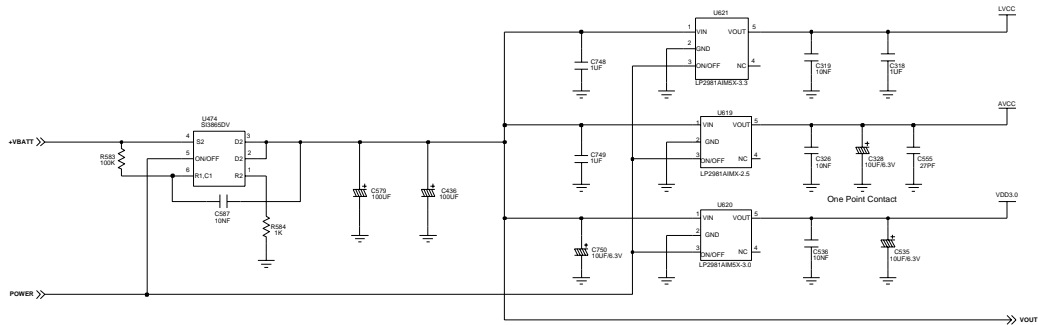 U621
LVCC
1
VIN
VOUT
5
2
GND
3
ON/OFF
NC
4
LP2981AIM5X-3.3
C748
1UF
C319
10NF
C318
1UF
U619
AVCC
1
VIN
VOUT
5
2
GND
3
ON/OFF
NC
4
LP2981AIMX-2.5
C749
1UF
C326
10NF
C328
10UF/6.3V
C555
27PF
One Point Contact
U474
SI3865DV
+VBATT
4
S2
D2
3
5
ON/OFF
D2
2
6
R1,C1
R2
1
R583
100K
C587
10NF
R584
1K
C579
100UF
C436
100UF
U620
VDD3.0
1
VIN
VOUT
5
2
GND
3
ON/OFF
NC
4
LP2981AIM5X-3.0
C750
10UF/6.3V
C536
10NF
C535
10UF/6.3V
POWER
VOUT